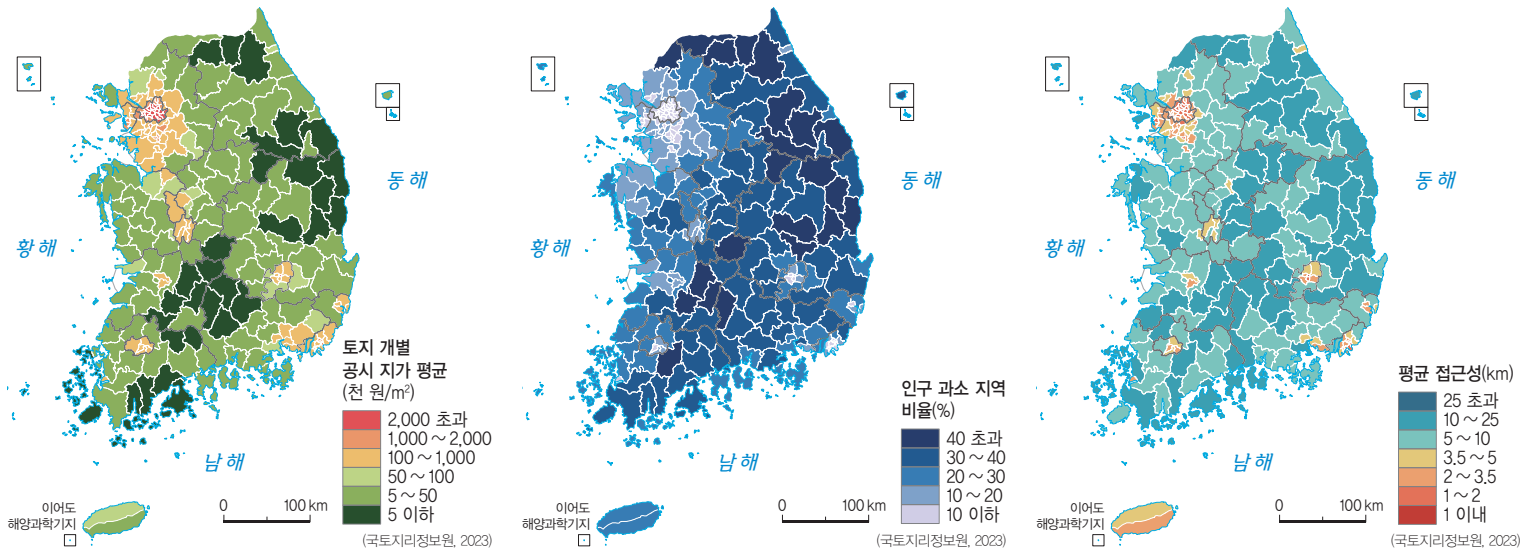 동해
황해
남해
이어도
해양과학기지
0 100 km
토지 개별
공시 지가 평균
(천 원/m²)
2,000 초과
1,000~2,000
100~1,000
50~100
5~50
5 이하
(국토지리정보원, 2023)
동해
황해
남해
이어도
해양과학기지
0 100 km
인구 과소 지역
비율(%)
40 초과
30~40
20~30
10~20
10 이하
(국토지리정보원, 2023)
동해
황해
남해
이어도
해양과학기지
0 100 km
평균 접근성(km)
25 초과
10~25
5~10
3.5~5
2~3.5
1~2
1 이내
(국토지리정보원, 2023)